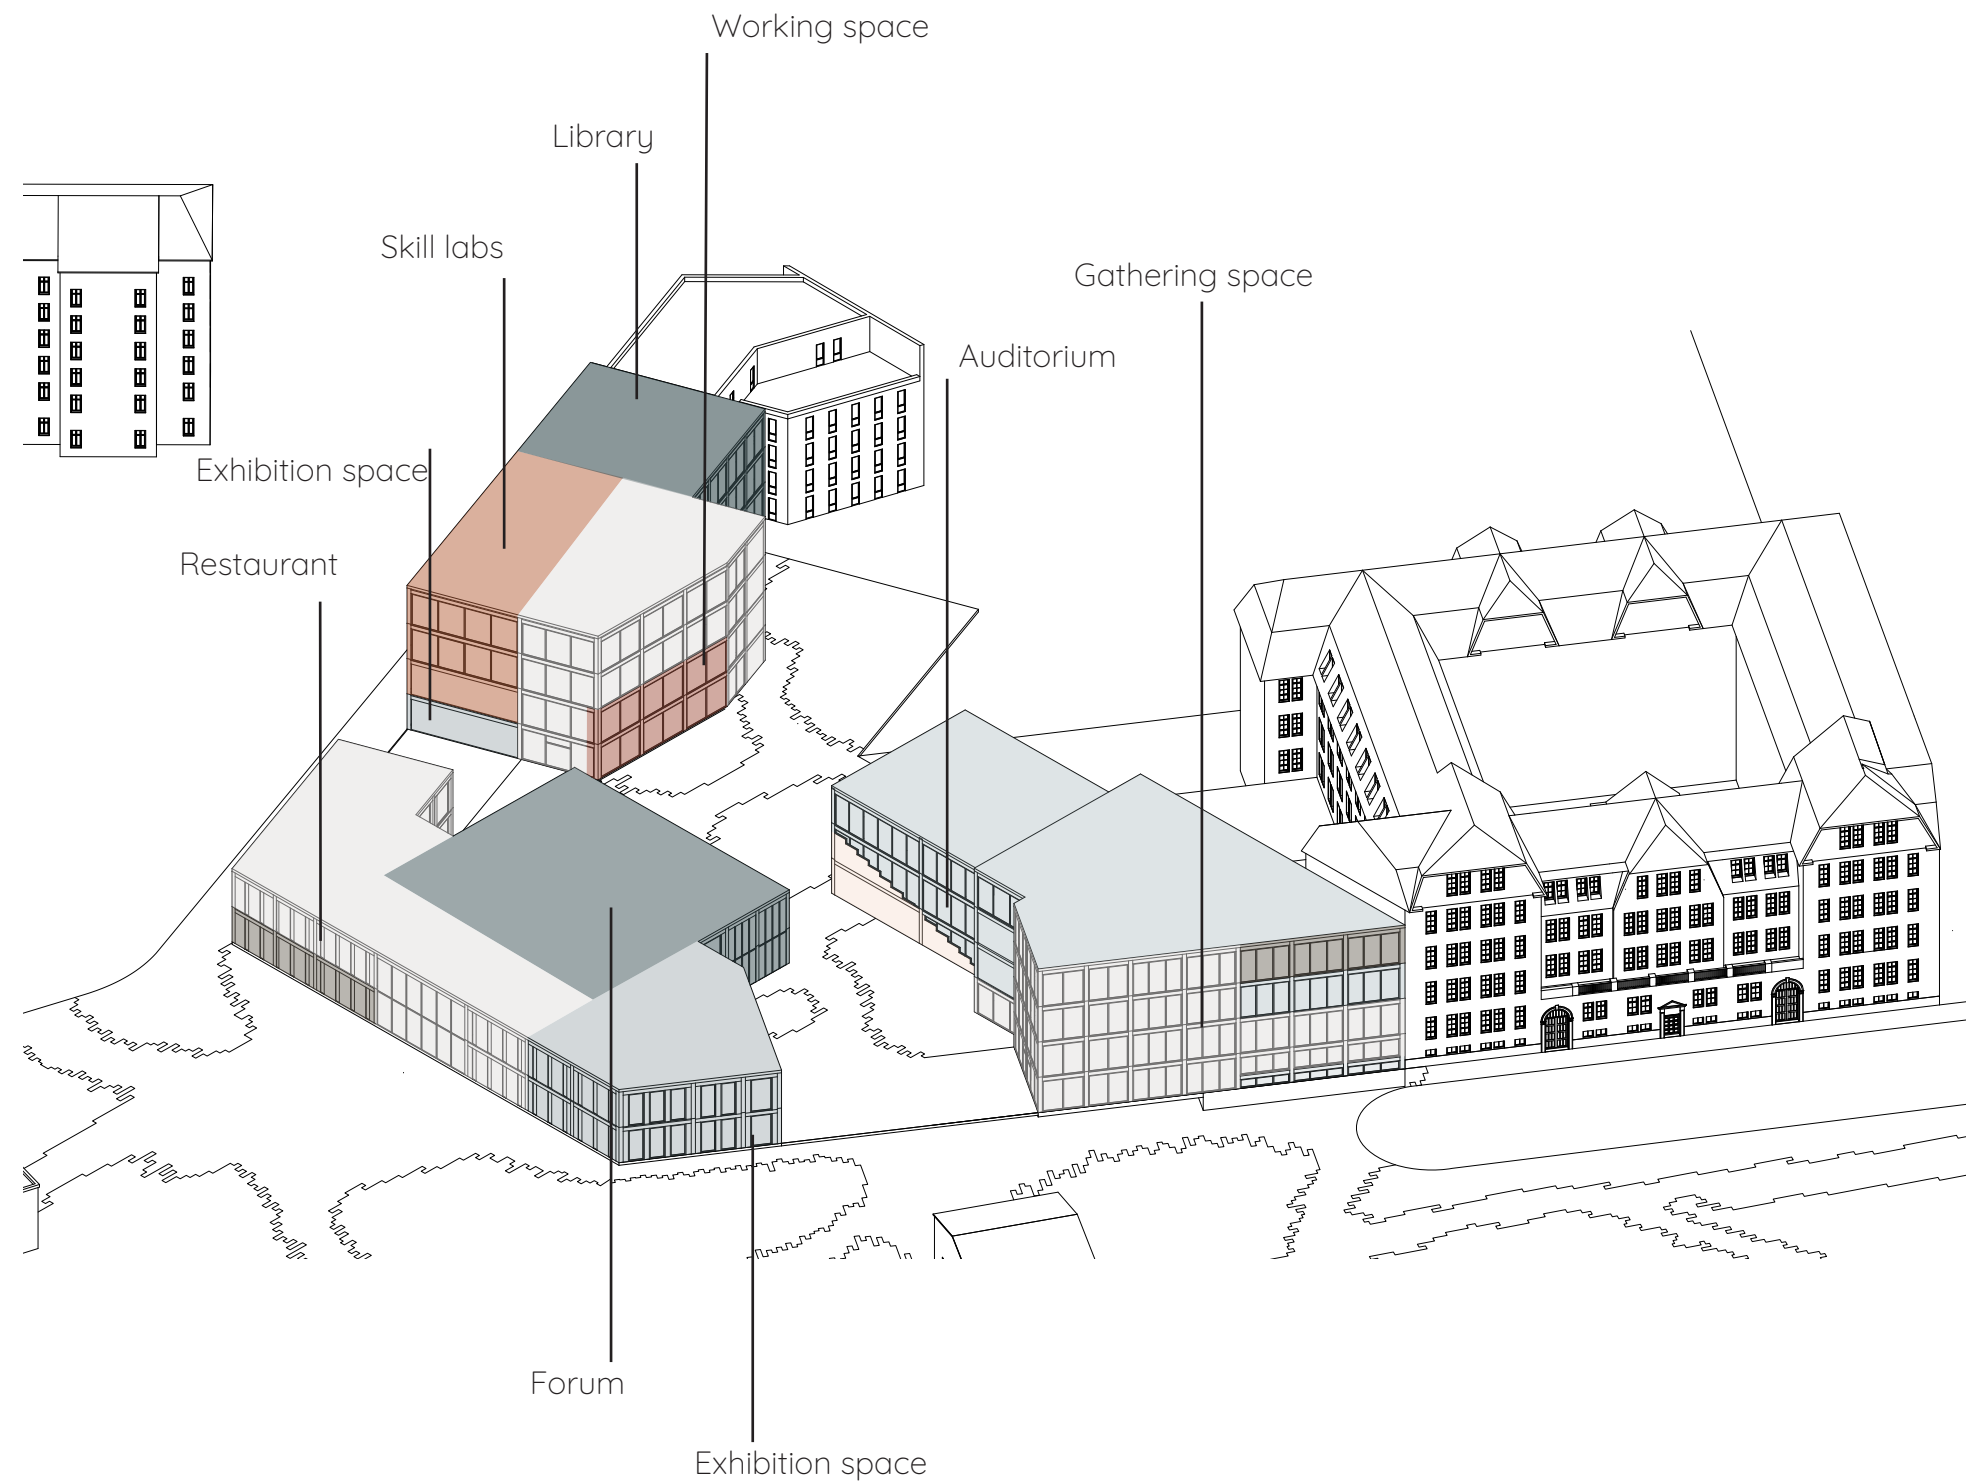 Working space
Library
Skill labs
Gathering space
Auditorium
Exhibition space
Restaurant
Forum
Exhibition space